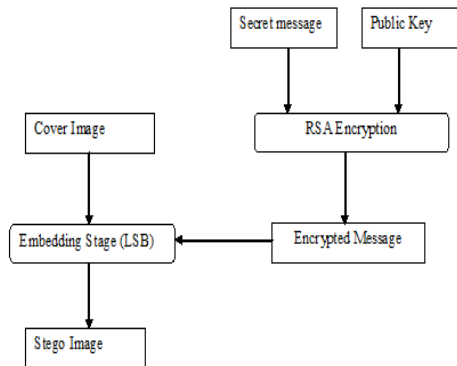 Secret message
Public Key
Cover Image
RSA Encryption
Embedding Stage (LSB)
Encrypted Message
Stego Image